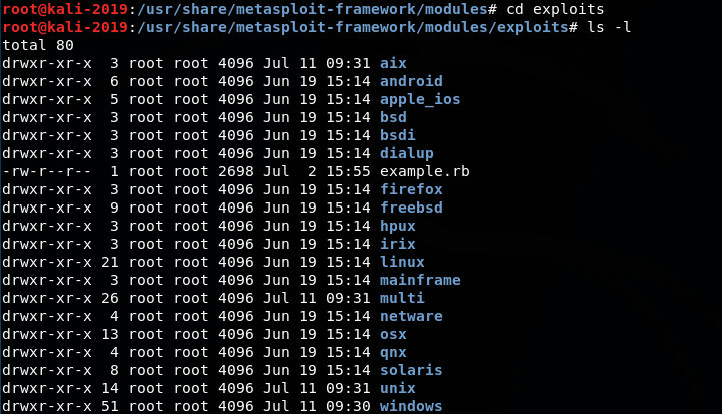 root@kali-2019:/usr/share/metasploit-framework/modules# cd exploits
root@kali-2019:/usr/share/metasploit-framework/modules/exploits# ls -l
total 80
drwxr-xr-x  3 root root 4096 Jul 11 09:31 aix
drwxr-xr-x  6 root root 4096 Jun 19 15:14 android
drwxr-xr-x  5 root root 4096 Jun 19 15:14 apple_ios
drwxr-xr-x  3 root root 4096 Jun 19 15:14 bsd
drwxr-xr-x  3 root root 4096 Jun 19 15:14 bsdi
drwxr-xr-x  3 root root 4096 Jun 19 15:14 dialup
-rw-r--r--  1 root root 2698 Jul  2 15:55 example.rb
drwxr-xr-x  3 root root 4096 Jun 19 15:14 firefox
drwxr-xr-x  9 root root 4096 Jun 19 15:14 freebsd
drwxr-xr-x  3 root root 4096 Jun 19 15:14 hpux
drwxr-xr-x  3 root root 4096 Jun 19 15:14 irix
drwxr-xr-x 21 root root 4096 Jun 19 15:14 linux
drwxr-xr-x  3 root root 4096 Jun 19 15:14 mainframe
drwxr-xr-x 26 root root 4096 Jul 11 09:31 multi
drwxr-xr-x  4 root root 4096 Jun 19 15:14 netware
drwxr-xr-x 13 root root 4096 Jun 19 15:14 osx
drwxr-xr-x  4 root root 4096 Jun 19 15:14 qnx
drwxr-xr-x  8 root root 4096 Jun 19 15:14 solaris
drwxr-xr-x 14 root root 4096 Jul 11 09:31 unix
drwxr-xr-x 51 root root 4096 Jul 11 09:30 windows